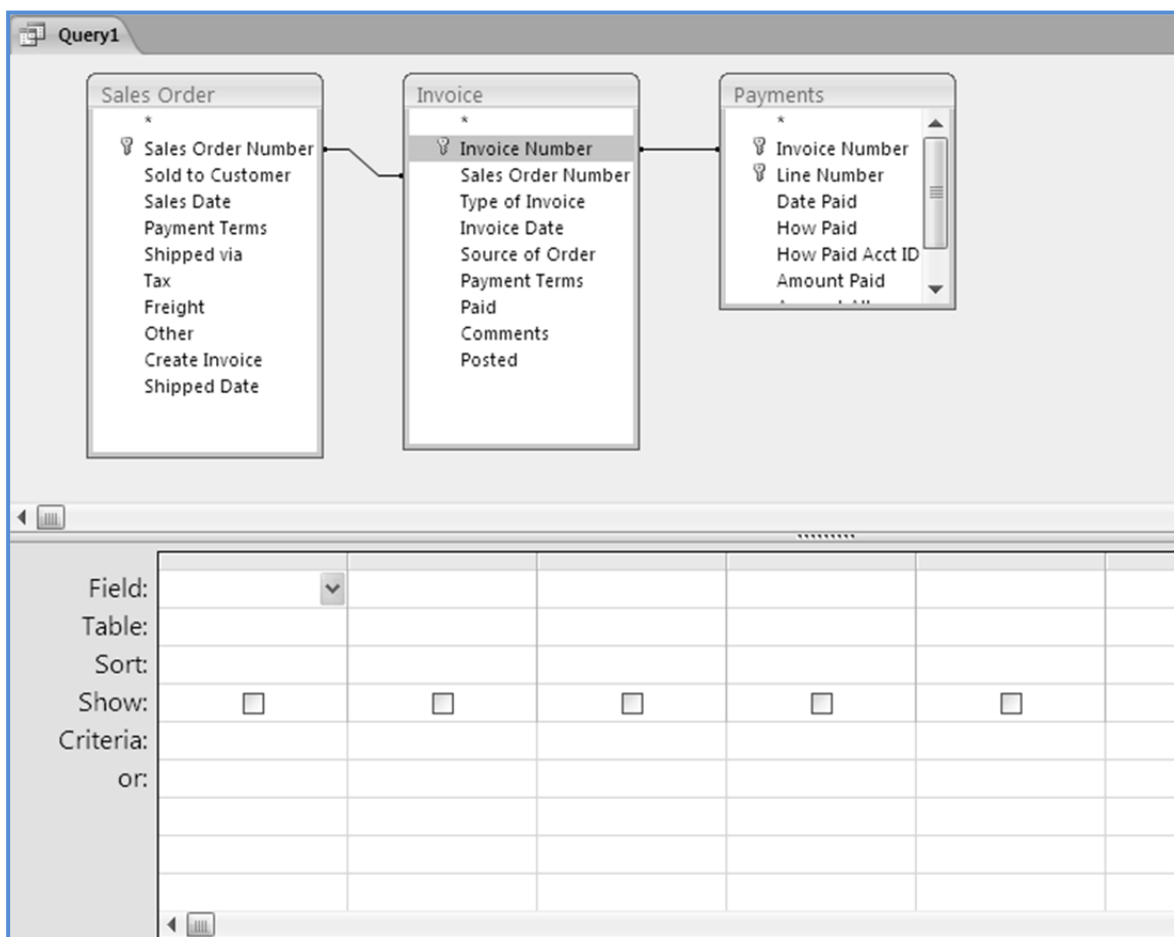 Query1
Sales Order
*
Sales Order Number
Sold to Customer
Sales Date
Payment Terms
Shipped via
Tax
Freight
Other
Create Invoice
Shipped Date
Invoice
*
Invoice Number
Sales Order Number
Type of Invoice
Invoice Date
Source of Order
Payment Terms
Paid
Comments
Posted
Payments
*
Invoice Number
Line Number
Date Paid
How Paid
How Paid Acct ID
Amount Paid
Field:
Table:
Sort:
Show:
Criteria:
or: